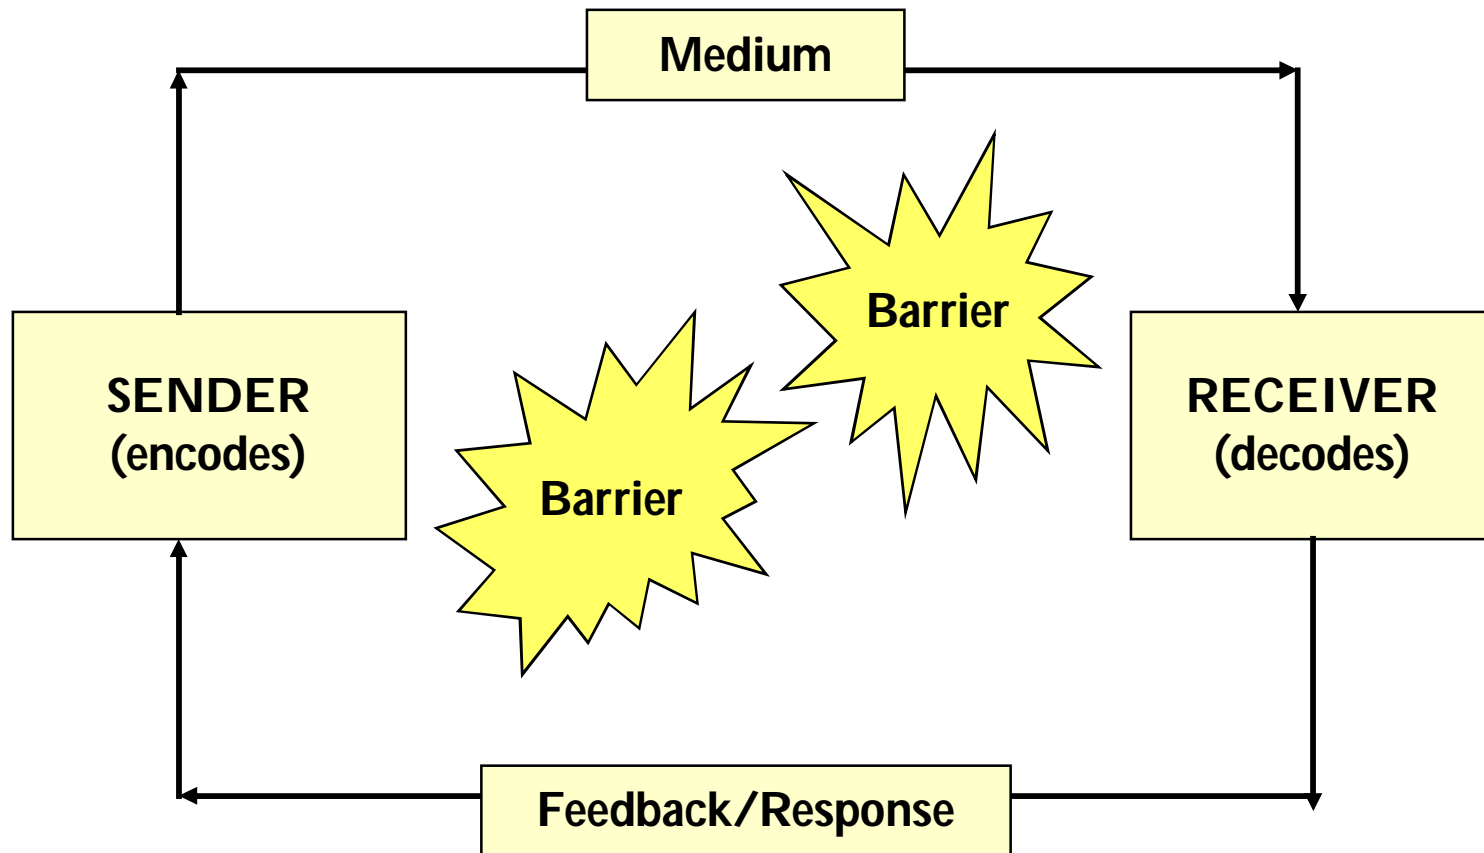 Medium
Barrier
SENDER
(encodes)
RECEIVER
(decodes)
Barrier
Feedback/Response